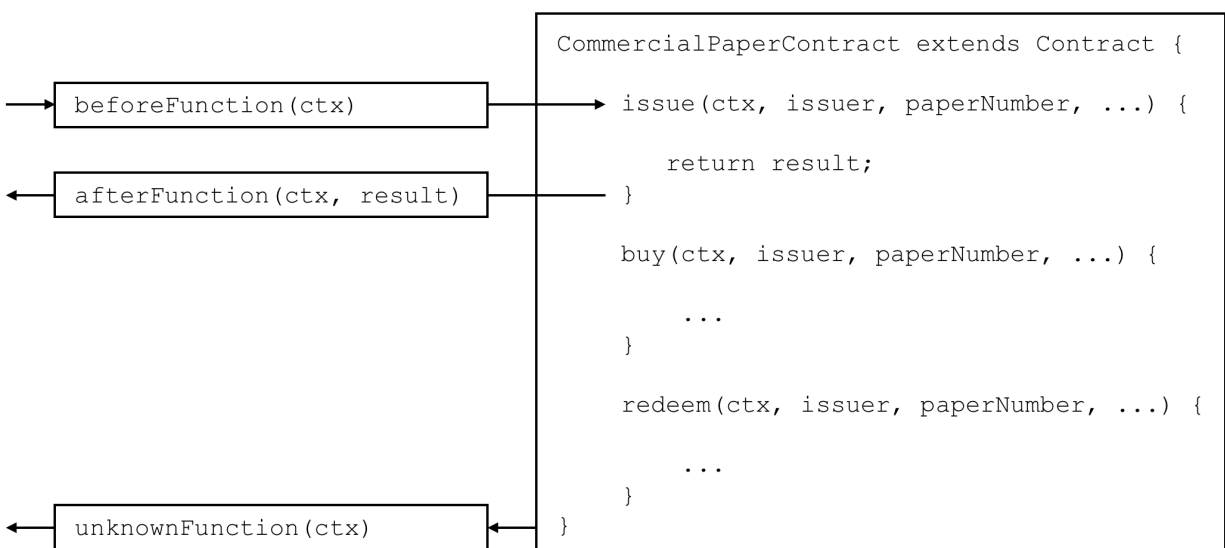 CommercialPaperContract extends Contract {
beforeFunction(ctx)
issue(ctx, issuer, paperNumber, ...) {
return result;
afterFunction(ctx, result)
}
buy(ctx, issuer, paperNumber, ...) {
...
}
redeem(ctx, issuer, paperNumber, ...) {
...
}
unknownFunction(ctx)
}